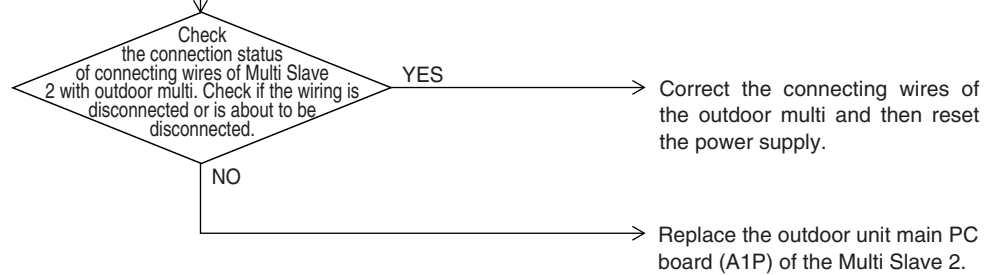 Check
the connection status
of connecting wires of Multi Slave
2 with outdoor multi. Check if the wiring is
disconnected or is about to be
disconnected.
YES
Correct the connecting wires of
the outdoor multi and then reset
the power supply.
NO
Replace the outdoor unit main PC
board (A1P) of the Multi Slave 2.